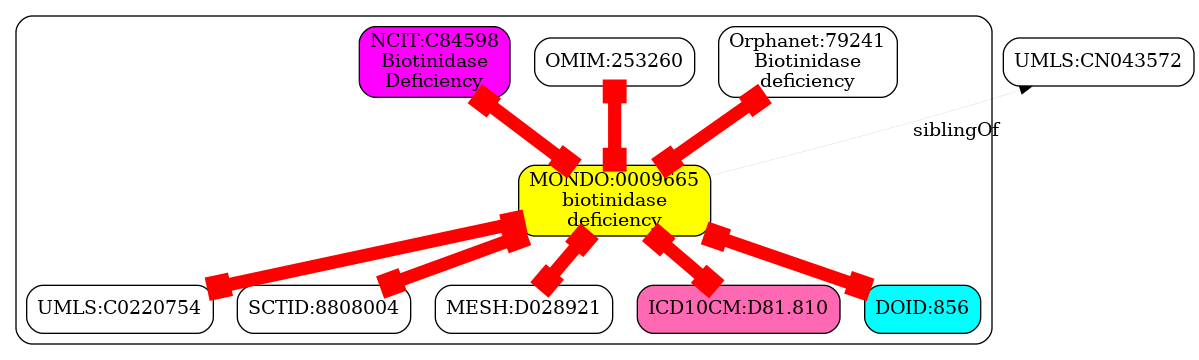 NCIT:C84598
Biotinidase
Deficiency
OMIM:253260
Orphanet:79241
Biotinidase
deficiency
UMLS:CN043572
siblingOf
MONDO:0009665
biotinidase
deficiency
UMLS:C0220754
SCTID:8808004
MESH:D028921
ICD10CM:D81.810
DOID:856